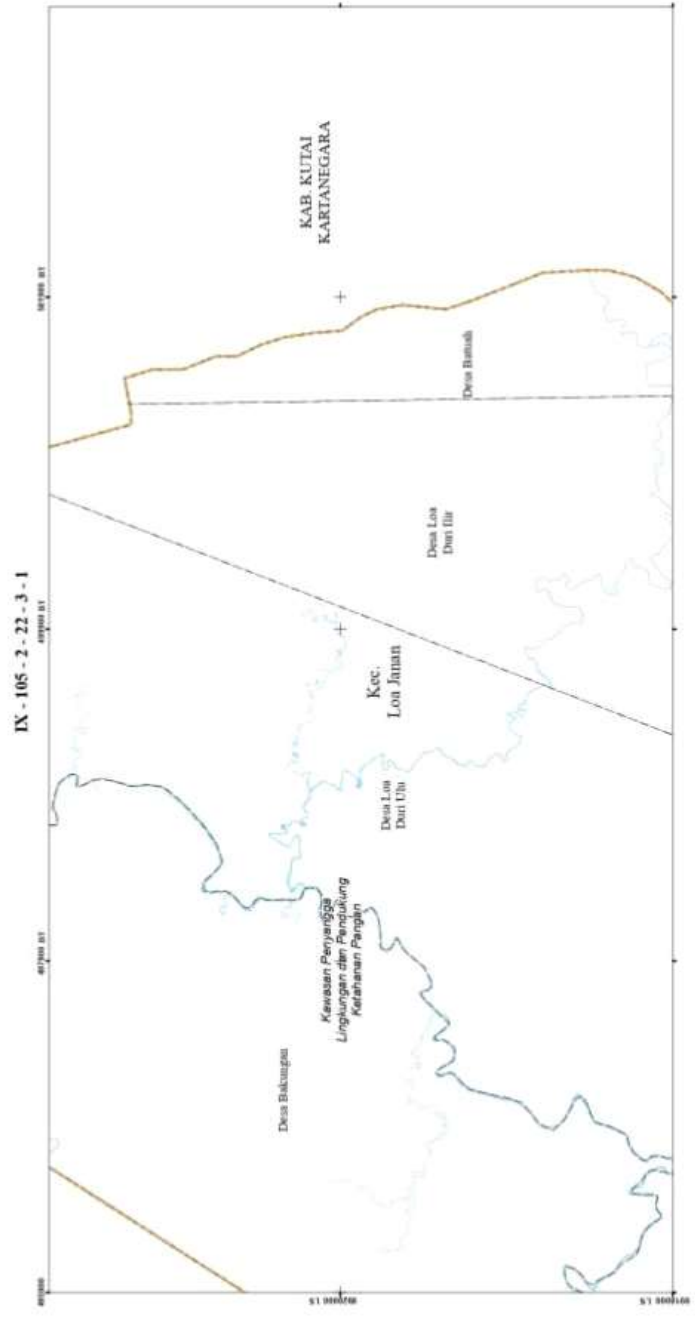 IX - 105 - 2 - 22 - 3 - 1
KAB. KUTAI
KARTANEGARA
Desa Batuah
Desa Loa
Duri Ilir
Kec.
Loa Janan
Desa Loa
Duri Ulu
Kawasan Penyangga
Lingkungan dan Pendukung
Ketahanan Pangan
Desa Bakungan